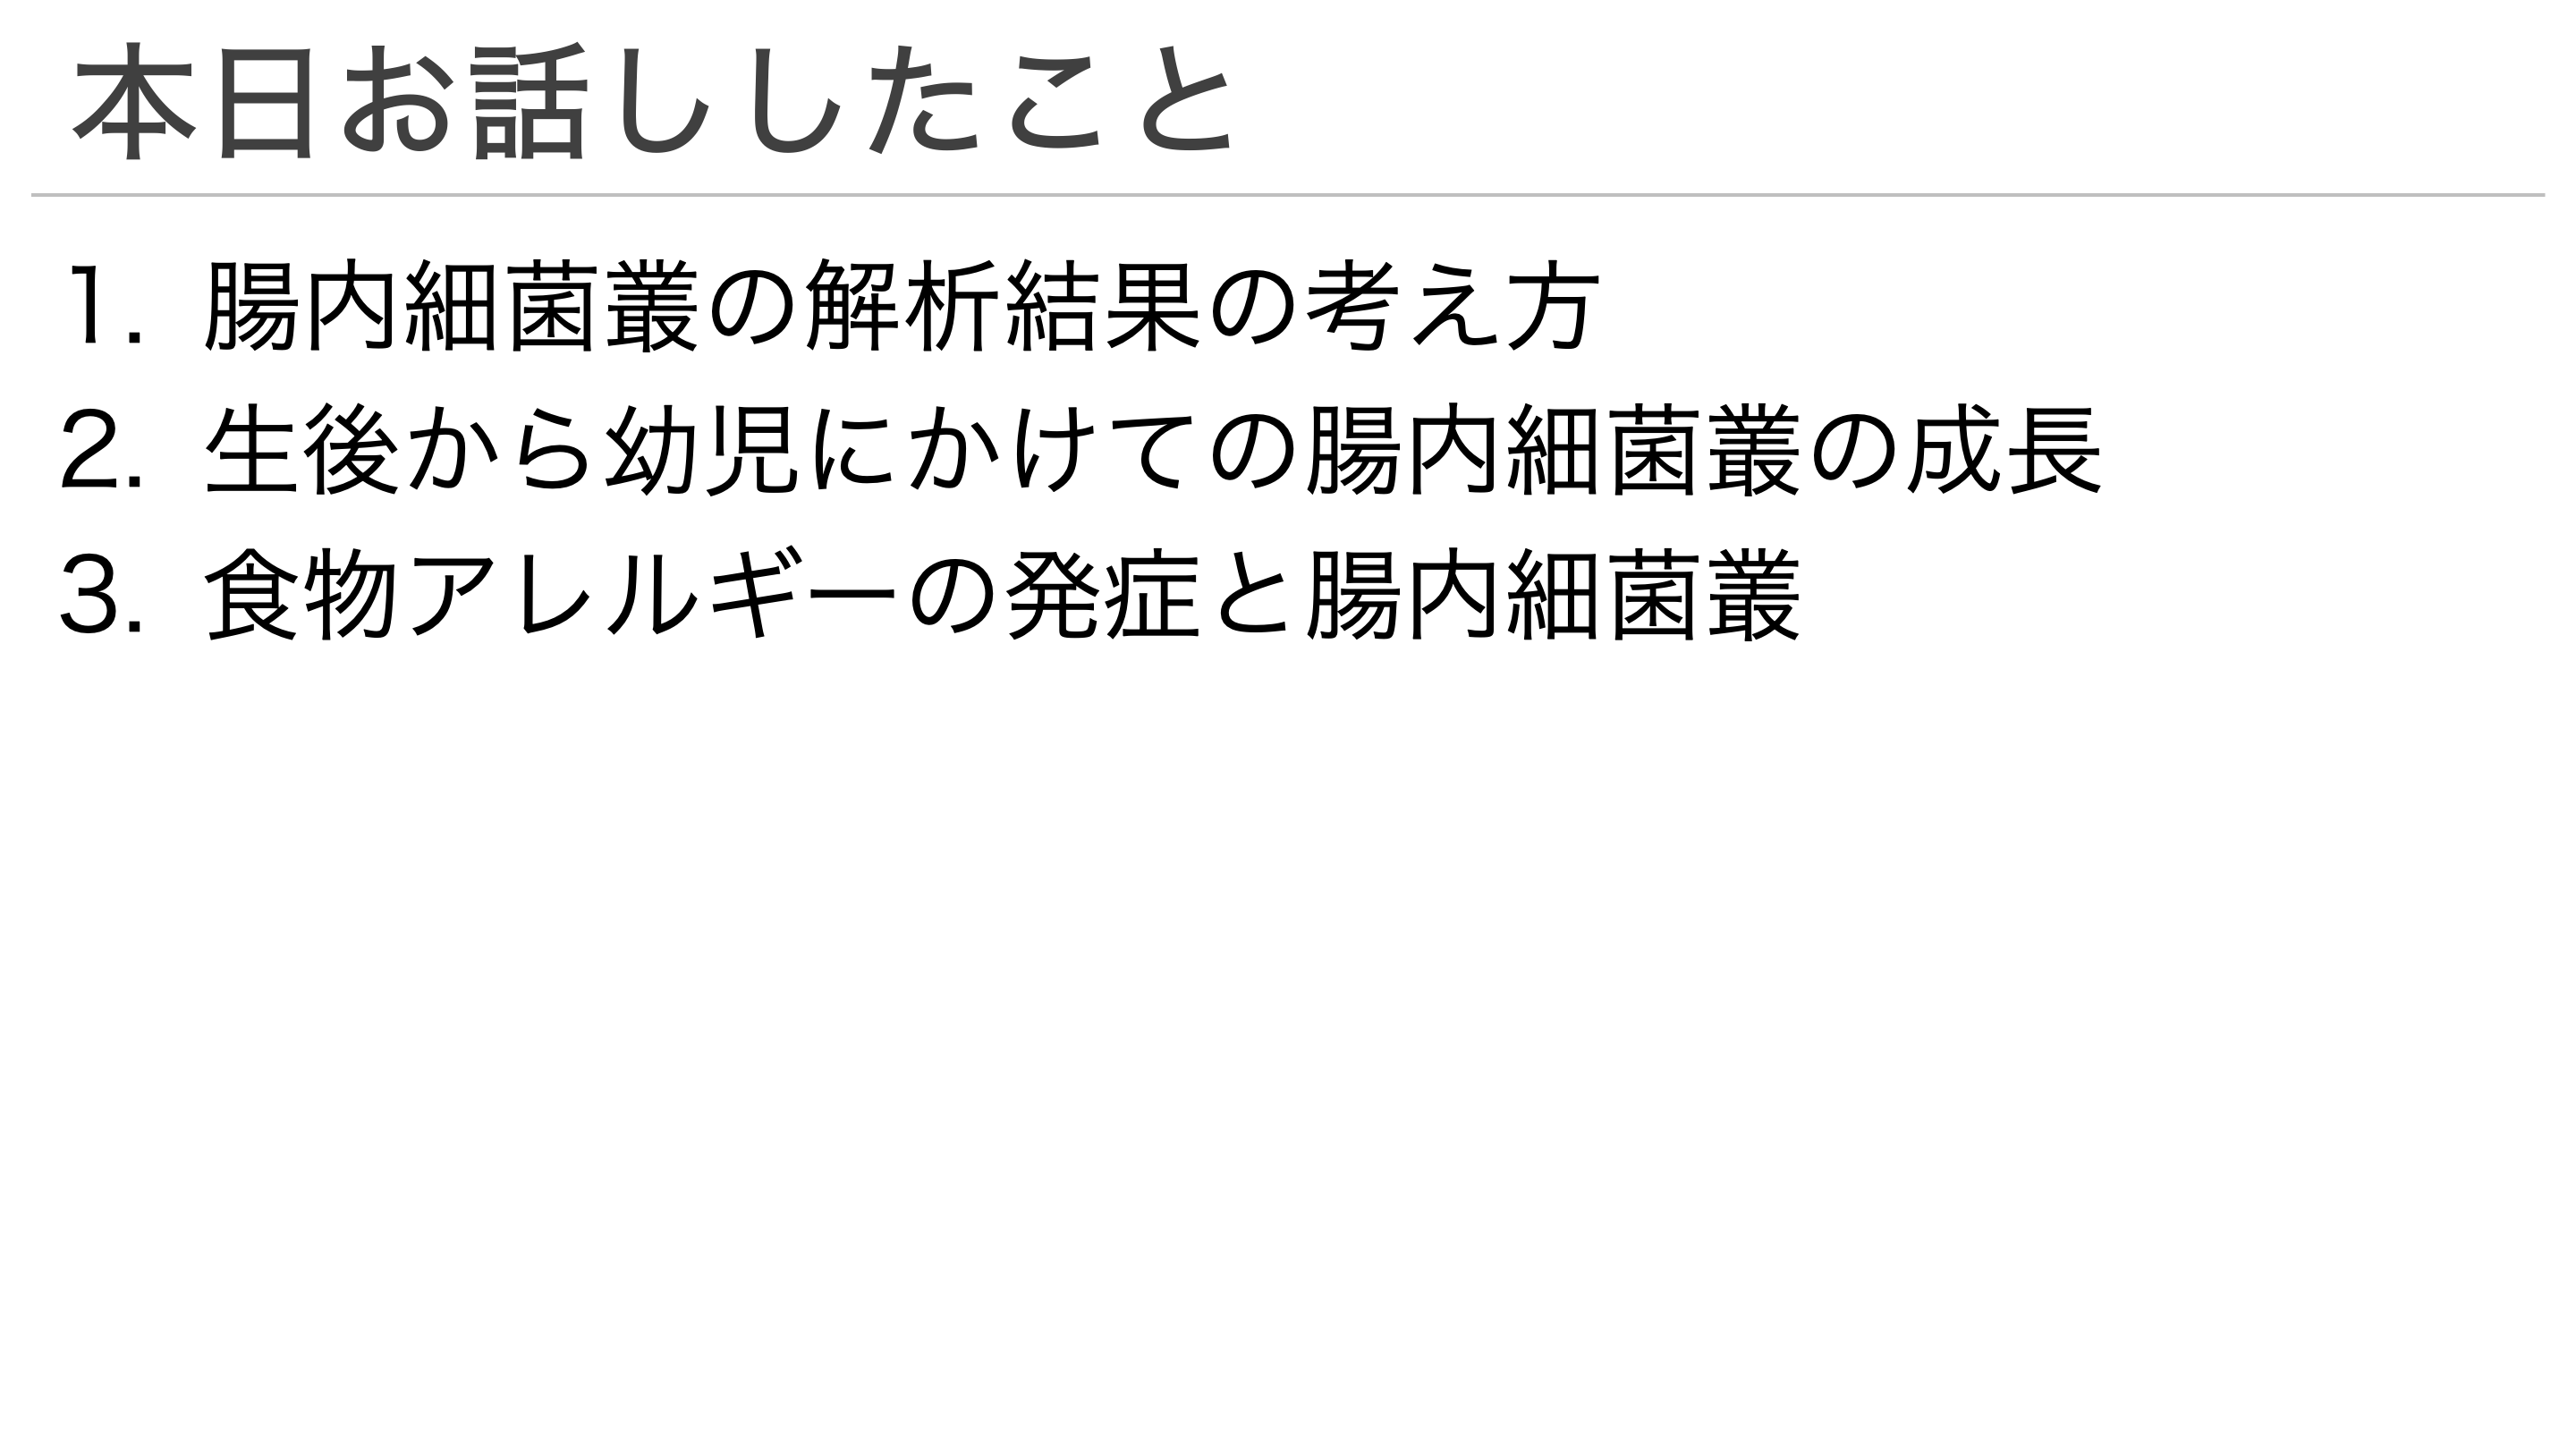 本日お話ししたこと
1. 腸内細菌叢の解析結果の考え方
2. 生後から幼児にかけての腸内細菌叢の成長
3. 食物アレルギーの発症と腸内細菌叢